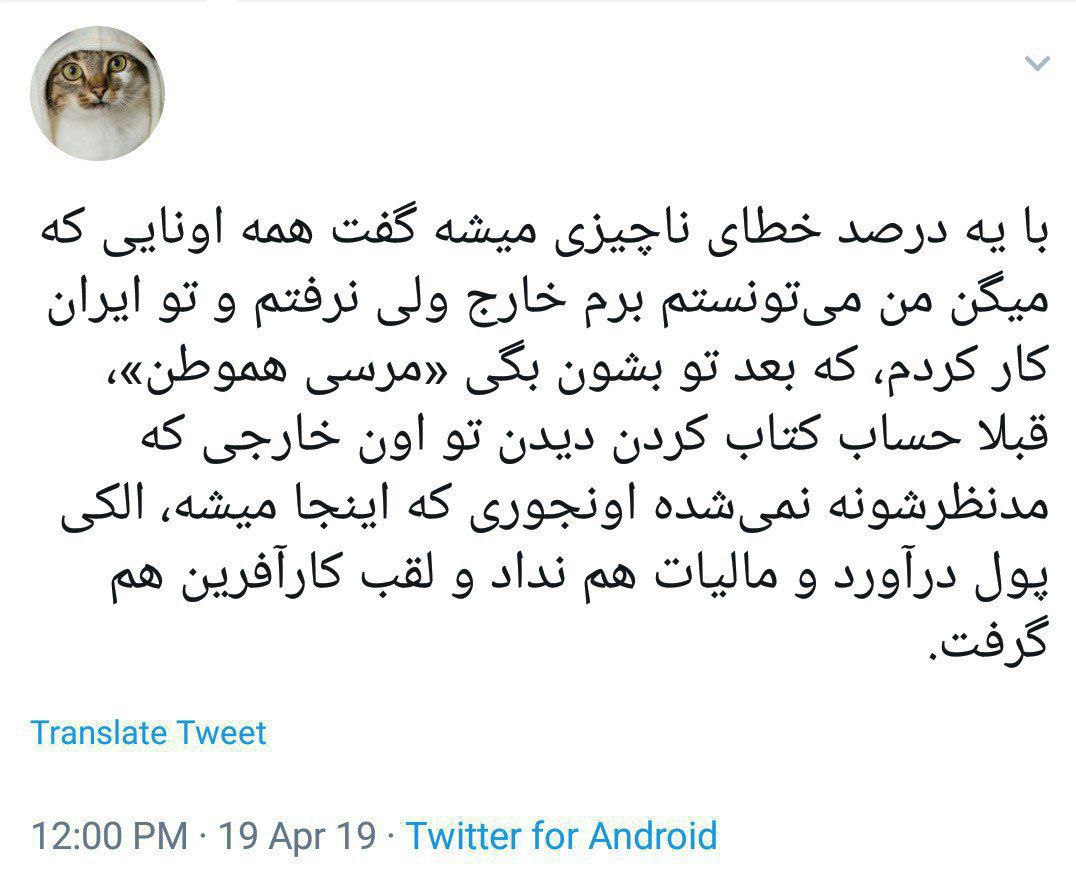 با یه درصد خطای ناچیزی میشه گفت همه اونایی که
میگن من می‌تونستم برم خارج ولی نرفتم و تو ایران
کار کردم، که بعد تو بشون بگی «مرسی هموطن»،
قبلا حساب کتاب کردن دیدن تو اون خارجی که
مدنظرشونه نمی‌شده اونجوری که اینجا میشه، الکی
پول درآورد و مالیات هم نداد و لقب کارآفرین هم
گرفت.
Translate Tweet
12:00 PM · 19 Apr 19 · Twitter for Android